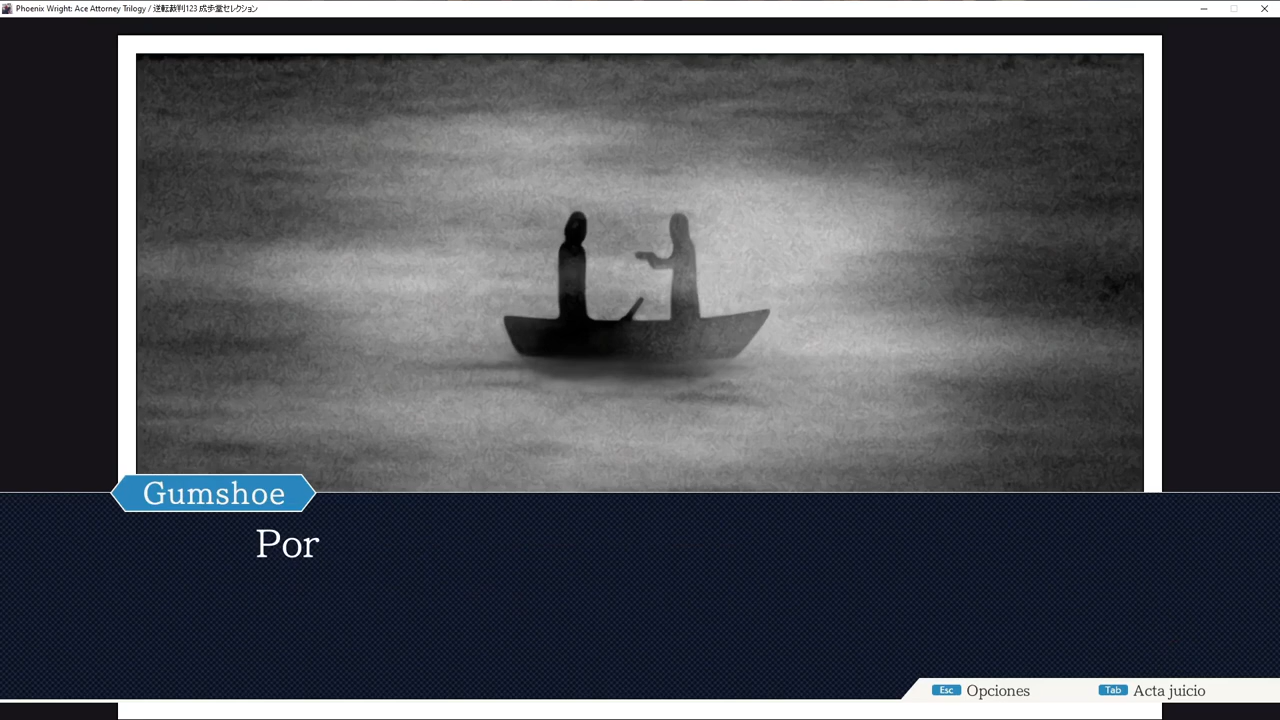 Phoenix Wright: Ace Attorney Trilogy / 逆転裁判123 成歩堂セレクション
Gumshoe
Por
Esc Opciones Tab Acta juicio